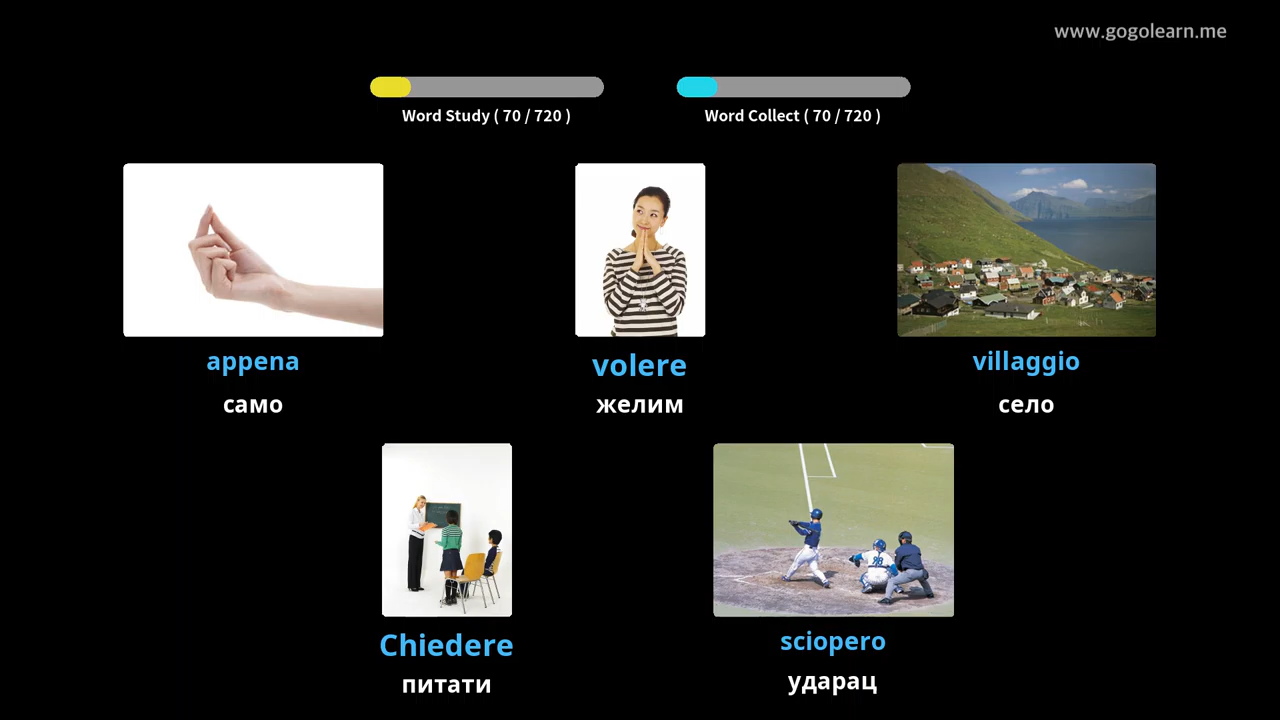 www.gogolearn.me
Word Study ( 70 / 720 )
Word Collect ( 70 / 720 )
appena
само
volere
желим
villaggio
село
Chiedere
питати
sciopero
ударац